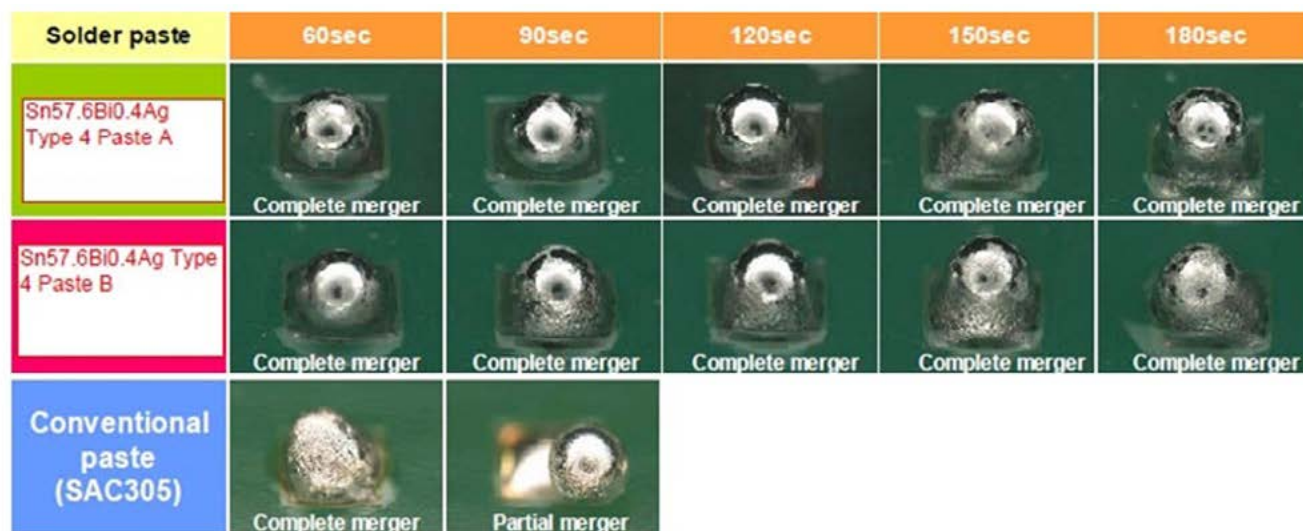 Solder paste 60sec 90sec 120sec 150sec 180sec
Sn57.6Bi0.4Ag
Type 4 Paste A
Complete merger Complete merger Complete merger Complete merger Complete merger
Sn57.6Bi0.4Ag Type
4 Paste B
Complete merger Complete merger Complete merger Complete merger Complete merger
Conventional
paste
(SAC305)
Complete merger Partial merger